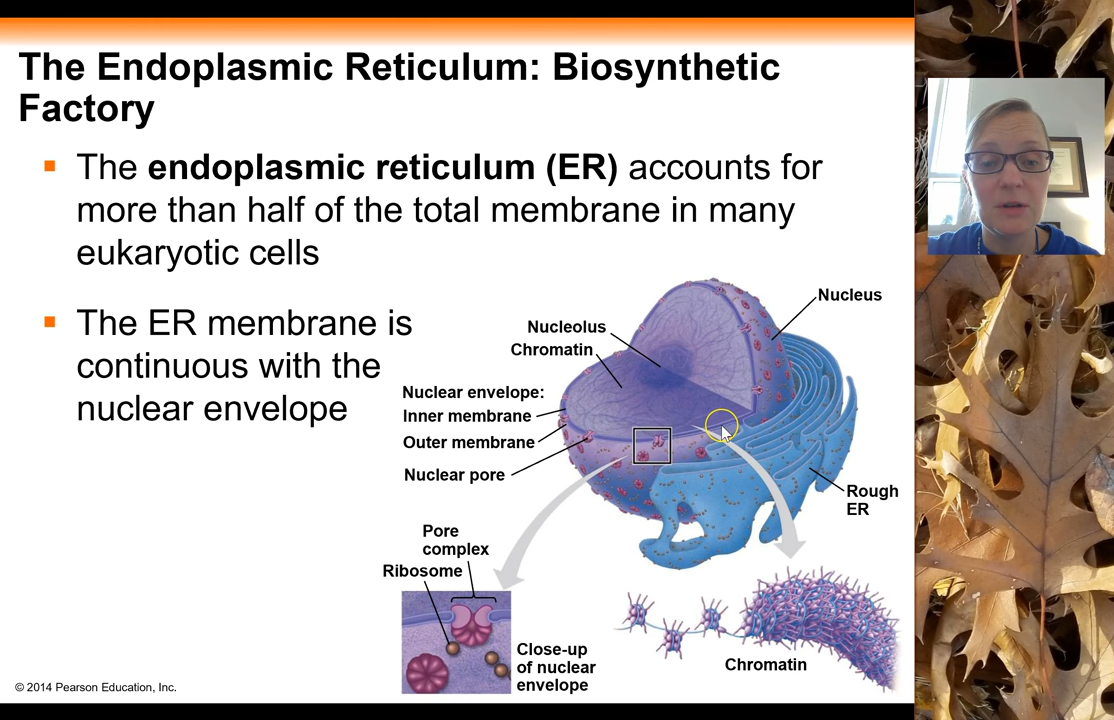 The Endoplasmic Reticulum: Biosynthetic
Factory
The endoplasmic reticulum (ER) accounts for
more than half of the total membrane in many
eukaryotic cells
The ER membrane is
continuous with the
nuclear envelope
Nucleus
Nucleolus
Chromatin
Nuclear envelope:
Inner membrane
Outer membrane
Nuclear pore
Rough
ER
Pore
complex
Ribosome
Close-up
of nuclear
envelope
Chromatin
© 2014 Pearson Education, Inc.